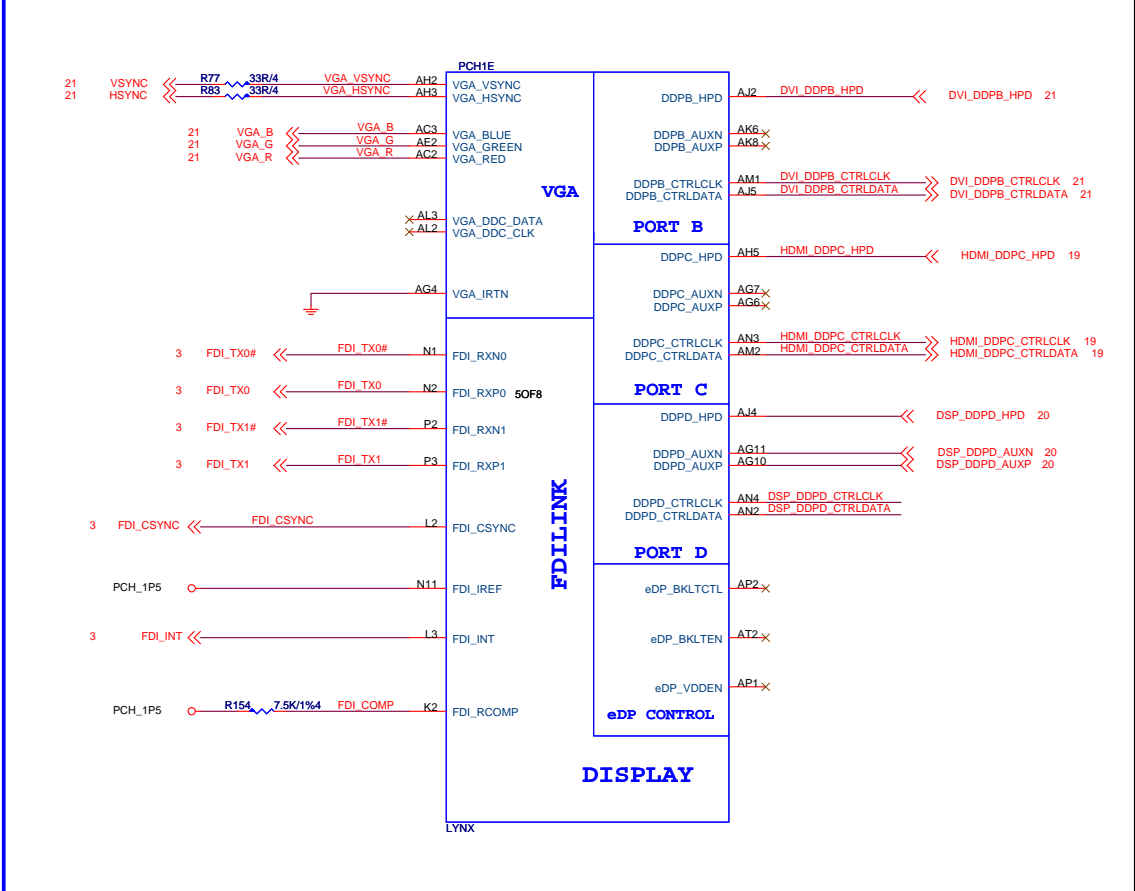 PCH1E
21 VSYNC R77 33R/4 VGA_VSYNC AH2 VGA_VSYNC
21 HSYNC R83 33R/4 VGA_HSYNC AH3 VGA_HSYNC
DDPB_HPD AJ2 DVI_DDPB_HPD DVI_DDPB_HPD 21
21 VGA_B VGA_B AC3 VGA_BLUE
21 VGA_G VGA_G AE2 VGA_GREEN
21 VGA_R VGA_R AC2 VGA_RED
DDPB_AUXN AK6
DDPB_AUXP AK8
VGA
DDPB_CTRLCLK AM1 DVI_DDPB_CTRLCLK DVI_DDPB_CTRLCLK 21
DDPB_CTRLDATA AJ5 DVI_DDPB_CTRLDATA DVI_DDPB_CTRLDATA 21
AL3 VGA_DDC_DATA
AL2 VGA_DDC_CLK
PORT B
DDPC_HPD AH5 HDMI_DDPC_HPD HDMI_DDPC_HPD 19
AG4 VGA_IRTN
DDPC_AUXN AG7
DDPC_AUXP AG6
DDPC_CTRLCLK AN3 HDMI_DDPC_CTRLCLK HDMI_DDPC_CTRLCLK 19
DDPC_CTRLDATA AM2 HDMI_DDPC_CTRLDATA HDMI_DDPC_CTRLDATA 19
3 FDI_TX0# FDI_TX0# N1 FDI_RXN0
3 FDI_TX0 FDI_TX0 N2 FDI_RXP0 5OF8
PORT C
DDPD_HPD AJ4 DSP_DDPD_HPD 20
3 FDI_TX1# FDI_TX1# P2 FDI_RXN1
3 FDI_TX1 FDI_TX1 P3 FDI_RXP1
DDPD_AUXN AG11 DSP_DDPD_AUXN 20
DDPD_AUXP AG10 DSP_DDPD_AUXP 20
DDPD_CTRLCLK AN4 DSP_DDPD_CTRLCLK
DDPD_CTRLDATA AN2 DSP_DDPD_CTRLDATA
3 FDI_CSYNC FDI_CSYNC L2 FDI_CSYNC
FDILINK
PORT D
PCH_1P5 N11 FDI_IREF
eDP_BKLTCTL AP2
3 FDI_INT L3 FDI_INT
eDP_BKLTEN AT2
eDP_VDDEN AP1
PCH_1P5 R154 7.5K/1%4 FDI_COMP K2 FDI_RCOMP
eDP CONTROL
DISPLAY
LYNX